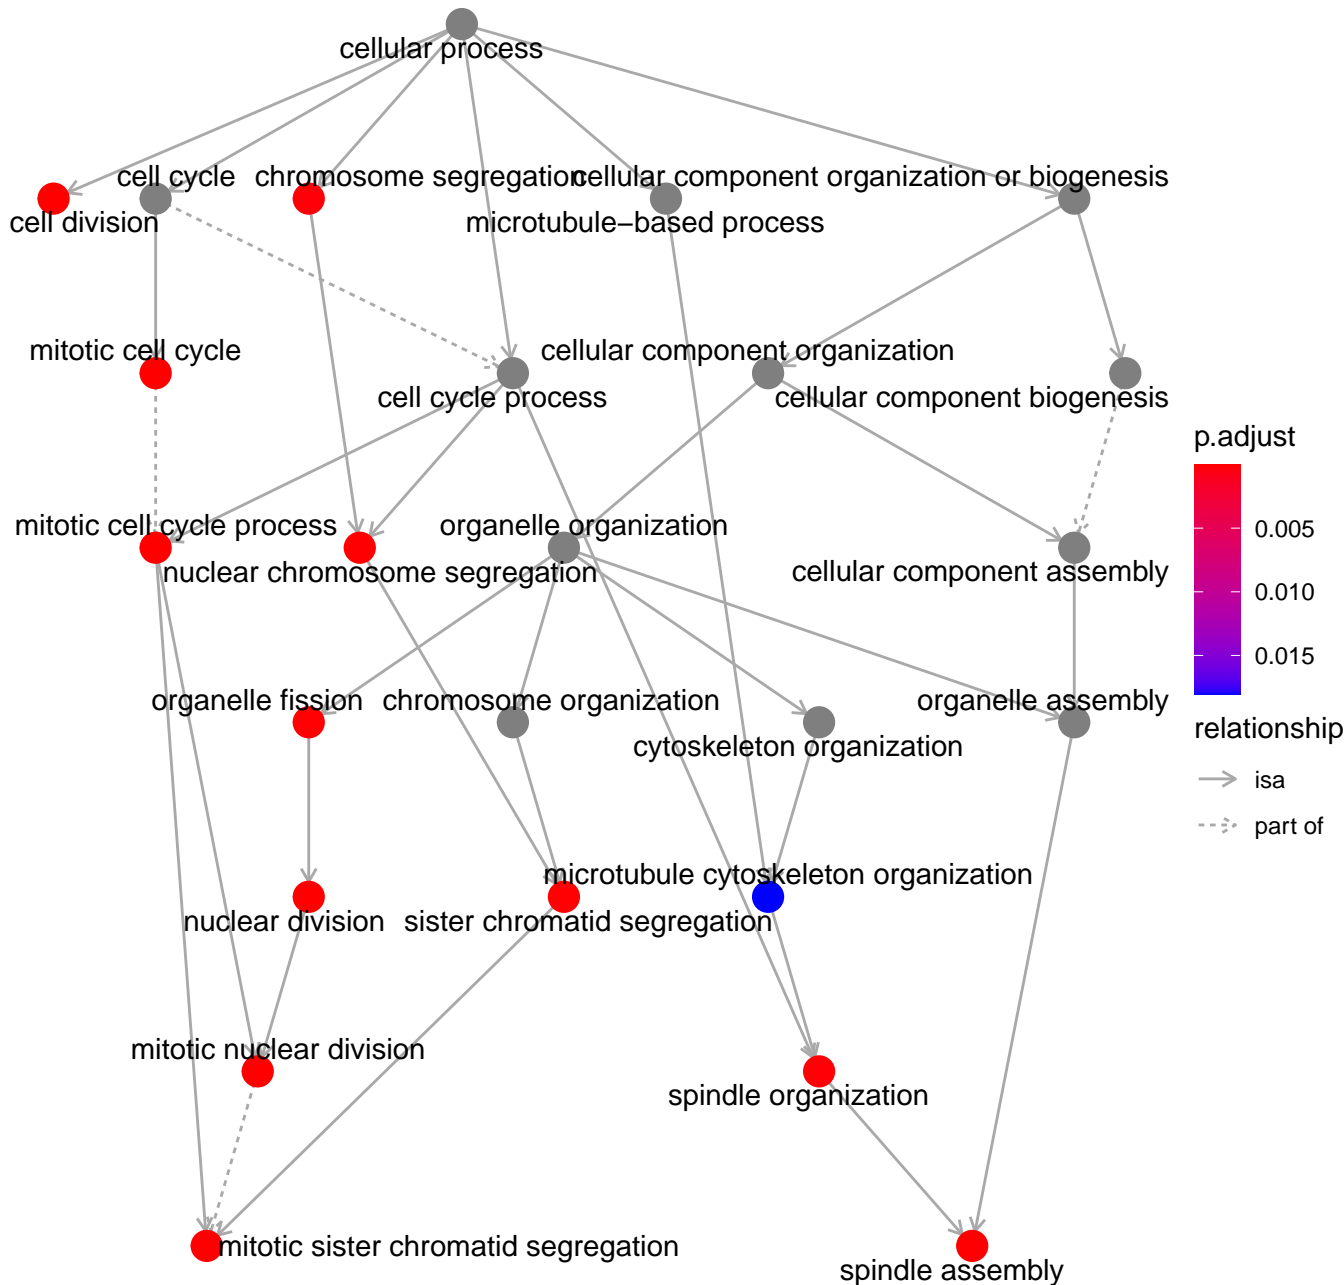 cellular process
cell cycle
chromosome segregation
cellular component organization or biogenesis
cell division
microtubule−based process
mitotic cell cycle
cellular component organization
cell cycle process
cellular component biogenesis
p.adjust
0.005
0.010
0.015
mitotic cell cycle process
organelle organization
nuclear chromosome segregation
cellular component assembly
organelle fission
chromosome organization
organelle assembly
cytoskeleton organization
relationship
isa
part of
microtubule cytoskeleton organization
nuclear division
sister chromatid segregation
mitotic nuclear division
spindle organization
mitotic sister chromatid segregation
spindle assembly